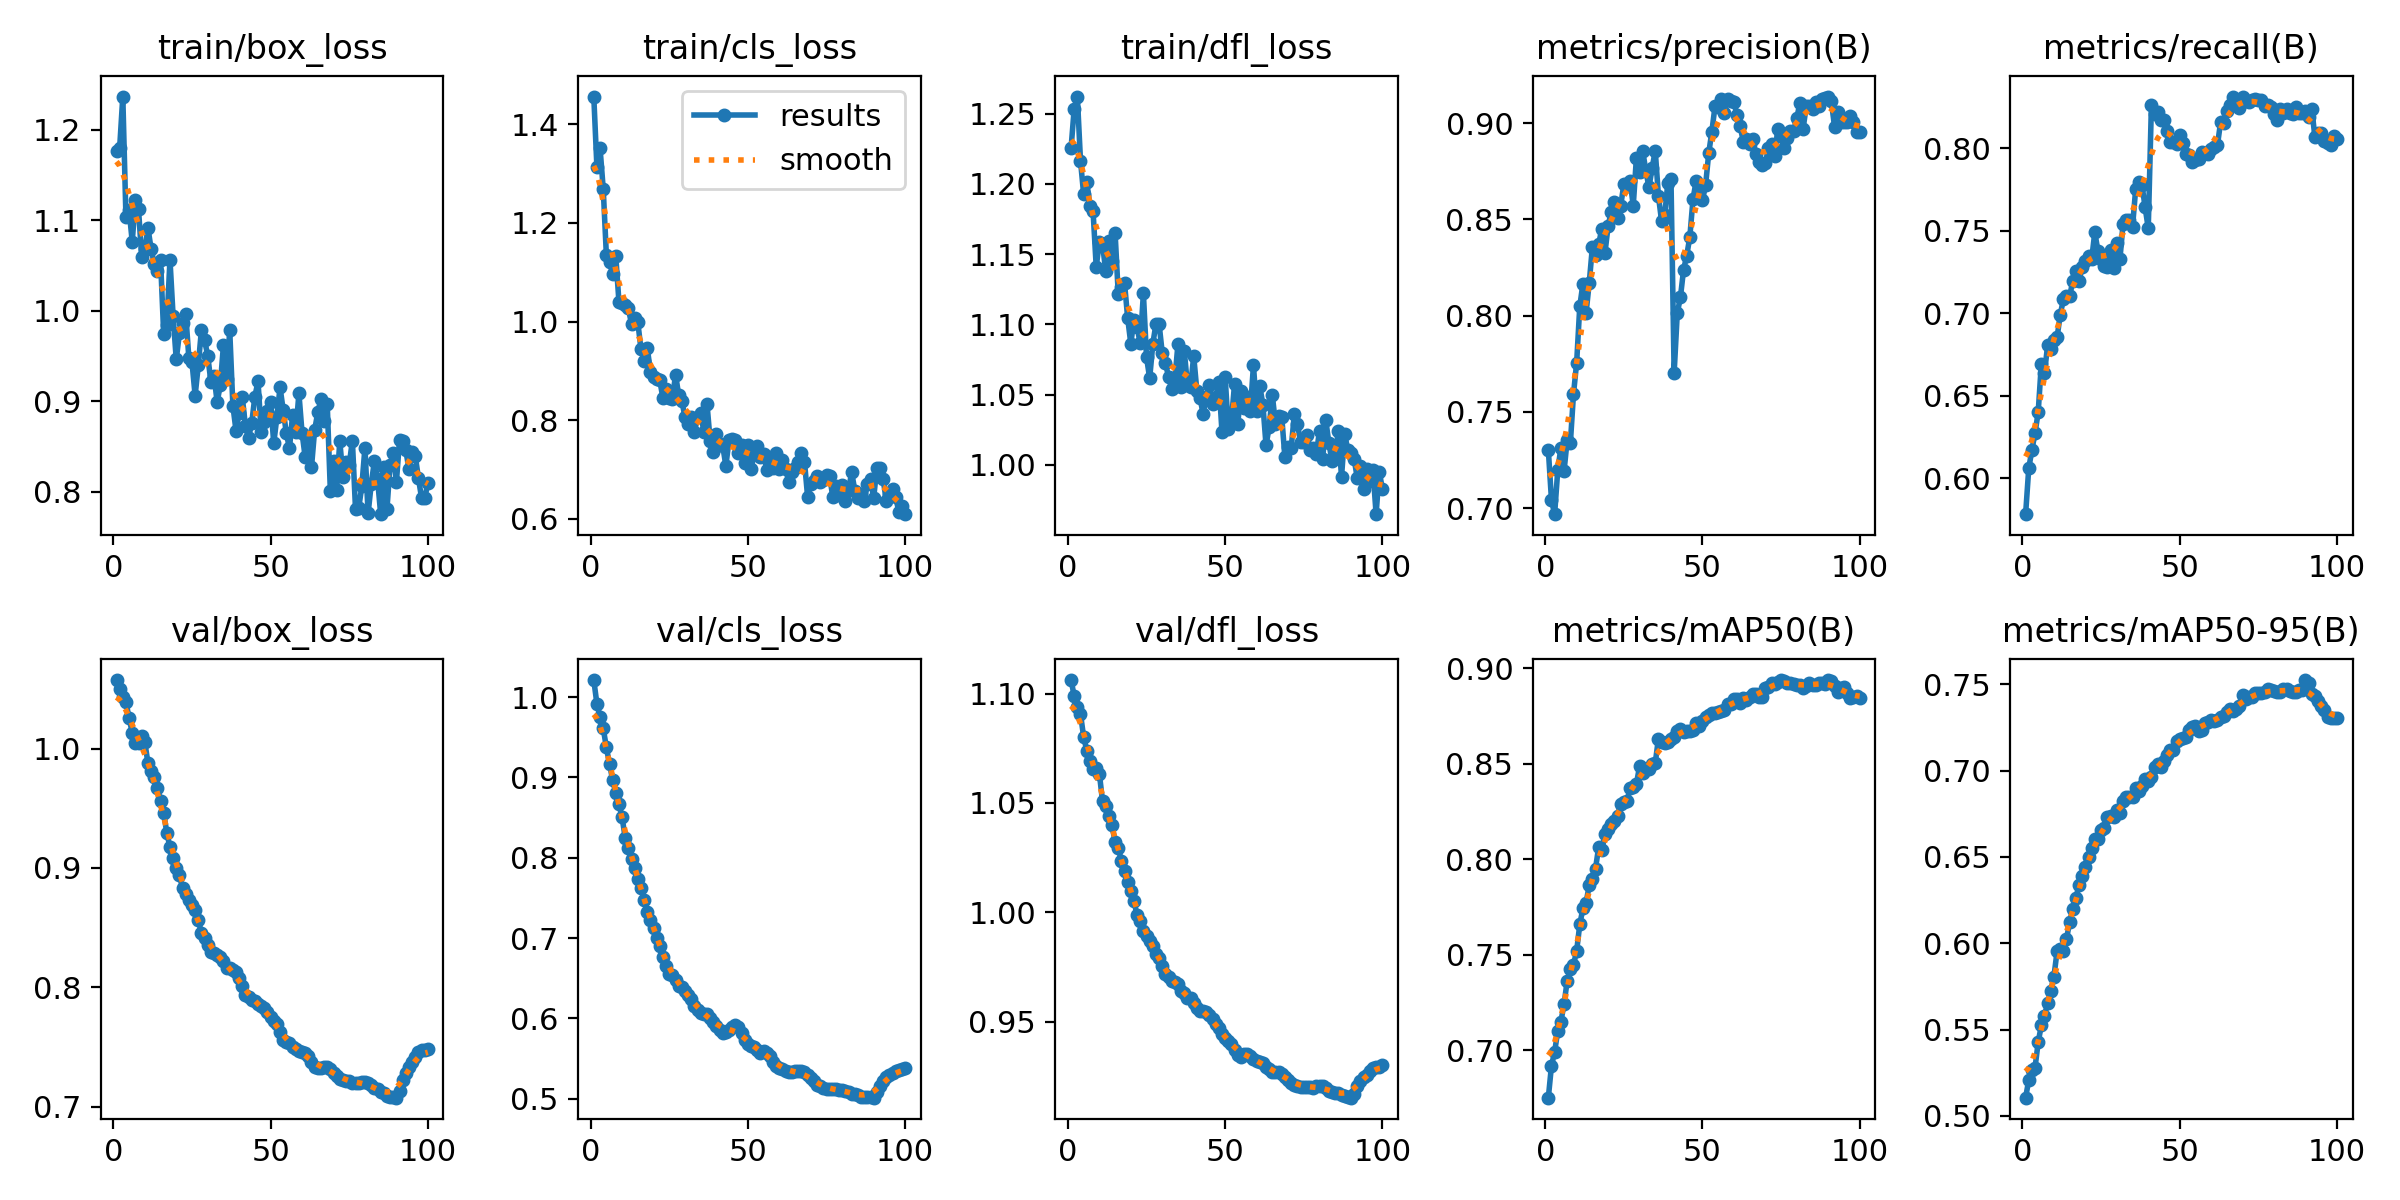 train/box_loss
1.2
1.1
1.0
0.9
0.8
0 50 100
train/cls_loss
results
smooth
1.4
1.2
1.0
0.8
0.6
0 50 100
train/dfl_loss
1.25
1.20
1.15
1.10
1.05
1.00
0 50 100
metrics/precision(B)
0.90
0.85
0.80
0.75
0.70
0 50 100
metrics/recall(B)
0.80
0.75
0.70
0.65
0.60
0 50 100
val/box_loss
1.0
0.9
0.8
0.7
0 50 100
val/cls_loss
1.0
0.9
0.8
0.7
0.6
0.5
0 50 100
val/dfl_loss
1.10
1.05
1.00
0.95
0 50 100
metrics/mAP50(B)
0.90
0.85
0.80
0.75
0.70
0 50 100
metrics/mAP50-95(B)
0.75
0.70
0.65
0.60
0.55
0.50
0 50 100